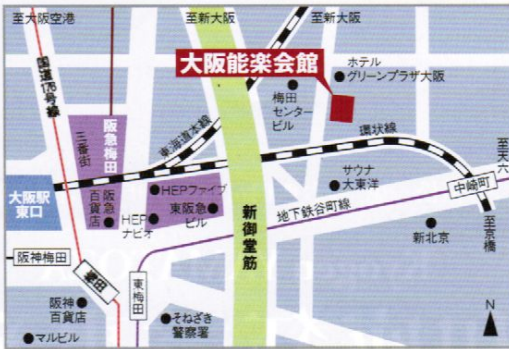 至大阪空港
至新大阪
至新大阪
国道176号線
大阪能楽会館
ホテル
グリーンプラザ大阪
梅田
センター
ビル
三番街
阪急梅田
東海道本線
環状線
至天六
大阪駅
東口
阪急
百貨店
HEPファイブ
HEP
ナビオ
東阪急
ビル
サウナ
大東洋
中崎町
新御堂筋
地下鉄谷町線
新北京
至京橋
阪神梅田
梅田
東梅田
阪神
百貨店
そねざき
警察署
マルビル
N